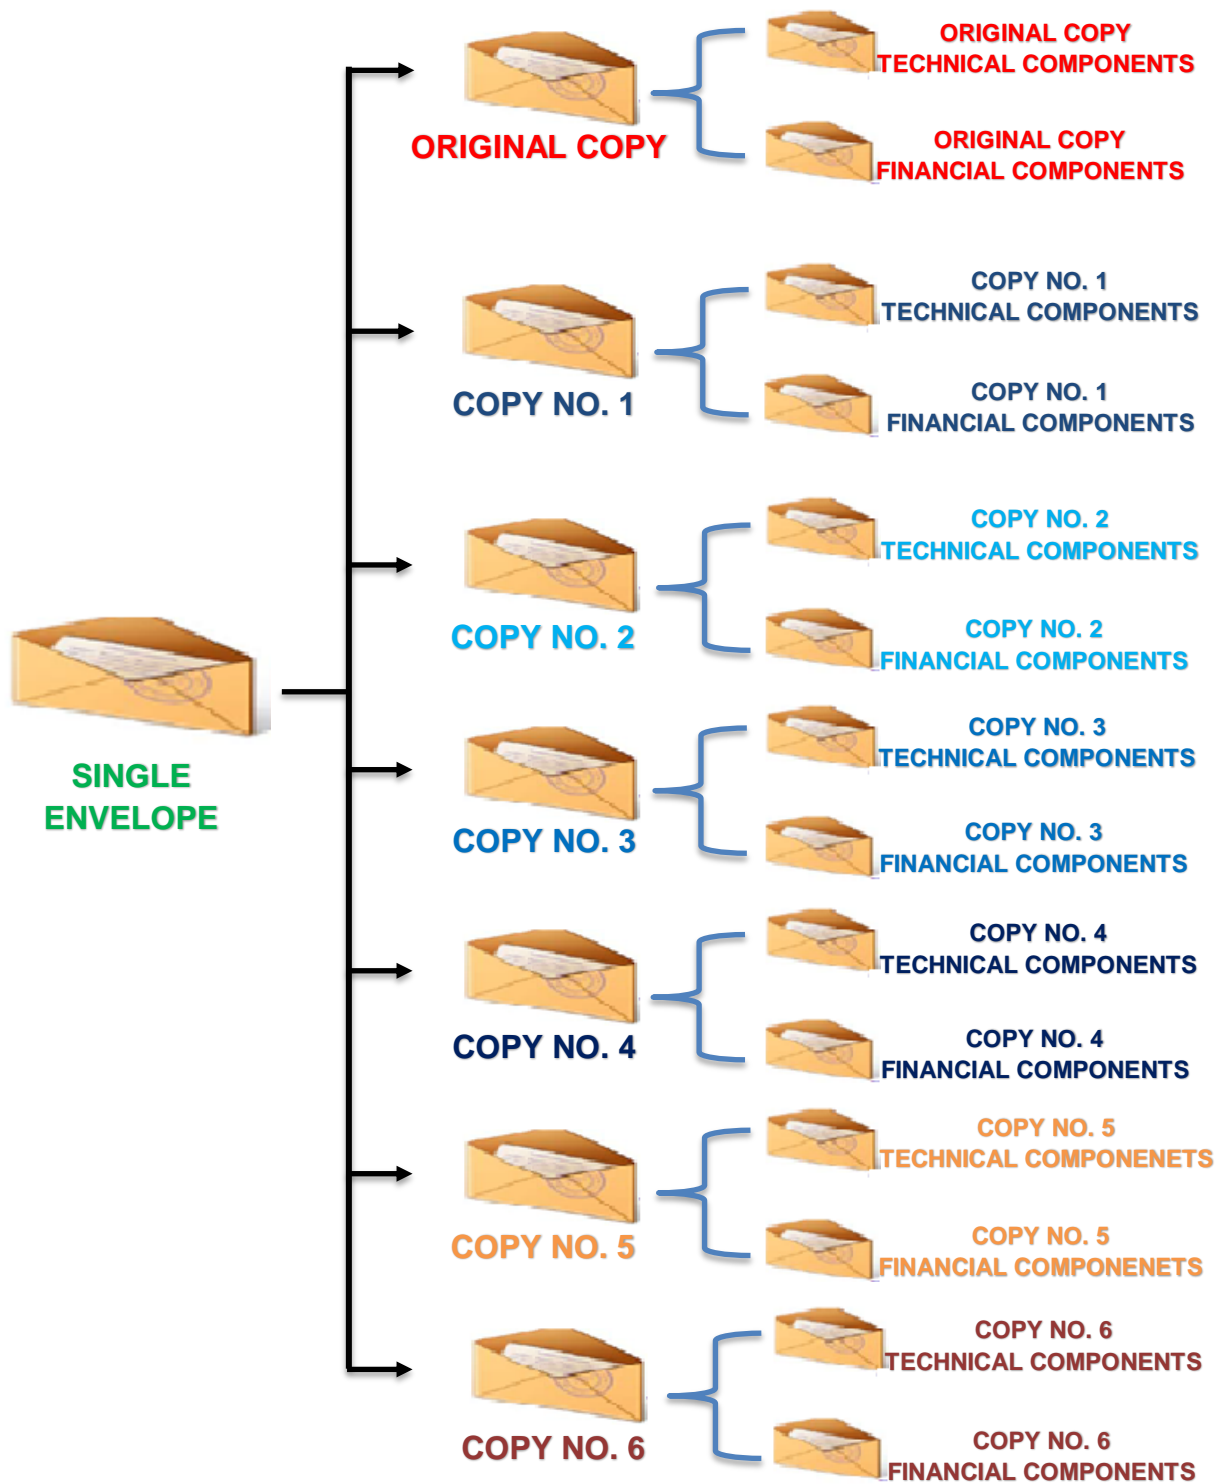 ORIGINAL COPY
TECHNICAL COMPONENTS
ORIGINAL COPY
ORIGINAL COPY
FINANCIAL COMPONENTS
COPY NO. 1
TECHNICAL COMPONENTS
COPY NO. 1
COPY NO. 1
FINANCIAL COMPONENTS
COPY NO. 2
TECHNICAL COMPONENTS
COPY NO. 2
COPY NO. 2
FINANCIAL COMPONENTS
SINGLE
ENVELOPE
COPY NO. 3
TECHNICAL COMPONENTS
COPY NO. 3
COPY NO. 3
FINANCIAL COMPONENTS
COPY NO. 4
TECHNICAL COMPONENTS
COPY NO. 4
COPY NO. 4
FINANCIAL COMPONENTS
COPY NO. 5
TECHNICAL COMPONENETS
COPY NO. 5
COPY NO. 5
FINANCIAL COMPONENETS
COPY NO. 6
TECHNICAL COMPONENTS
COPY NO. 6
COPY NO. 6
FINANCIAL COMPONENTS